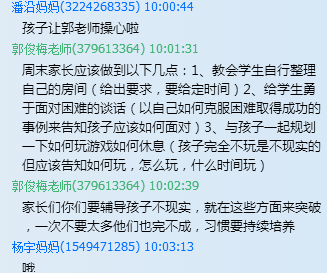 潘沿妈妈(3224268335) 10:00:44
孩子让郭老师操心啦
郭俊梅老师(379613364) 10:01:31
周末家长应该做到以下几点：1、教会学生自行整理
自己的房间（给出要求，要给定时间）2、给学生勇
于面对困难的谈话（以自己如何克服困难取得成功的
事例来告知孩子应该如何面对）3、与孩子一起规划
一下如何玩游戏如何休息（孩子完全不玩是不现实的
但应该告知如何玩，怎么玩，什么时间玩）
郭俊梅老师(379613364) 10:02:39
家长们你们要辅导孩子不现实，就在这些方面来突破
，一次不要太多他们也完不成，习惯要持续培养
杨宇妈妈(1549471285) 10:03:13
哦